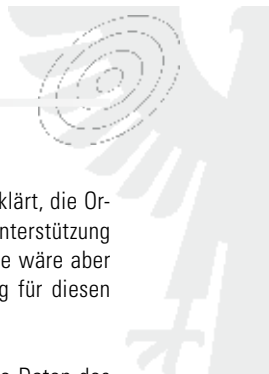 klärt, die Or-
nterstützung
e wäre aber
g für diesen
Daten des